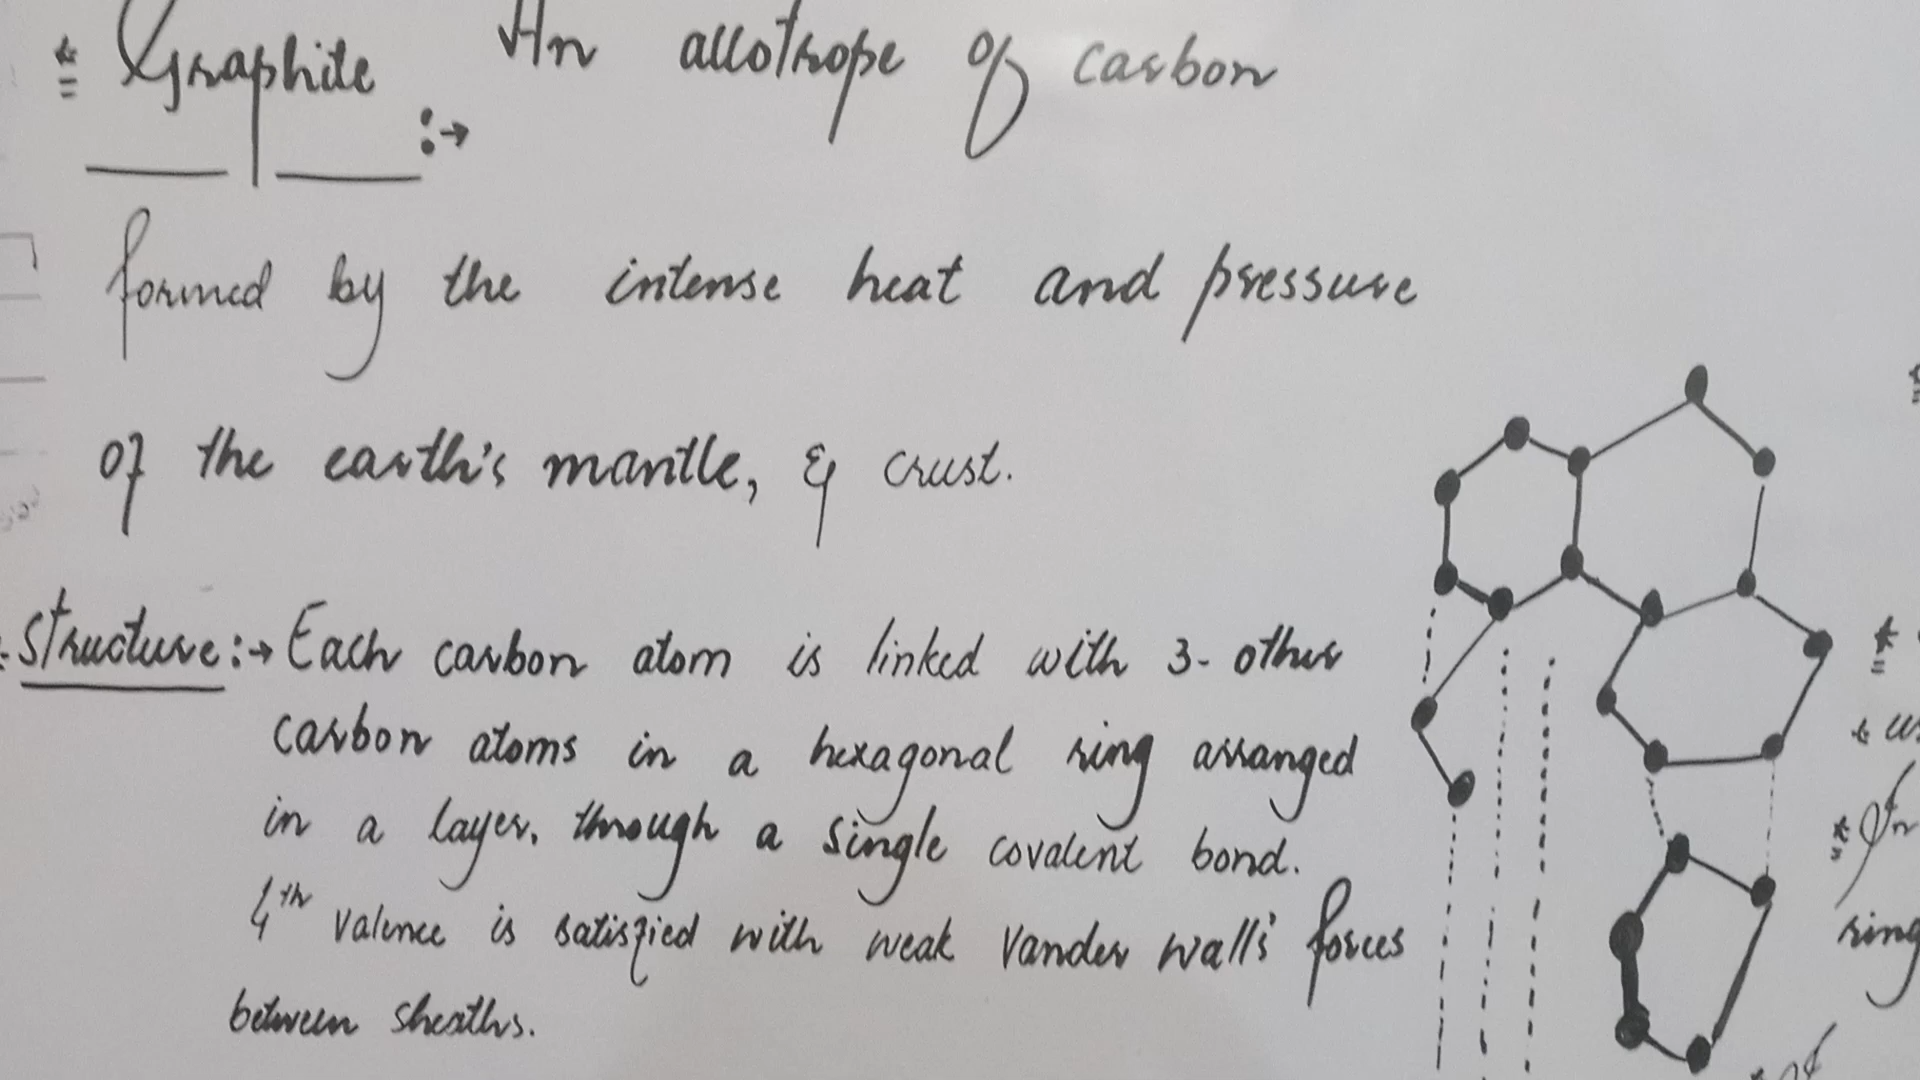 * Graphite :→ An allotrope of carbon
formed by the intense heat and pressure
of the earth's mantle, & crust.
Structure :→ Each carbon atom is linked with 3- other
carbon atoms in a hexagonal ring arranged
in a layer, through a single covalent bond.
4th valence is satisfied with weak Vander wall's forces
between sheaths.
ring